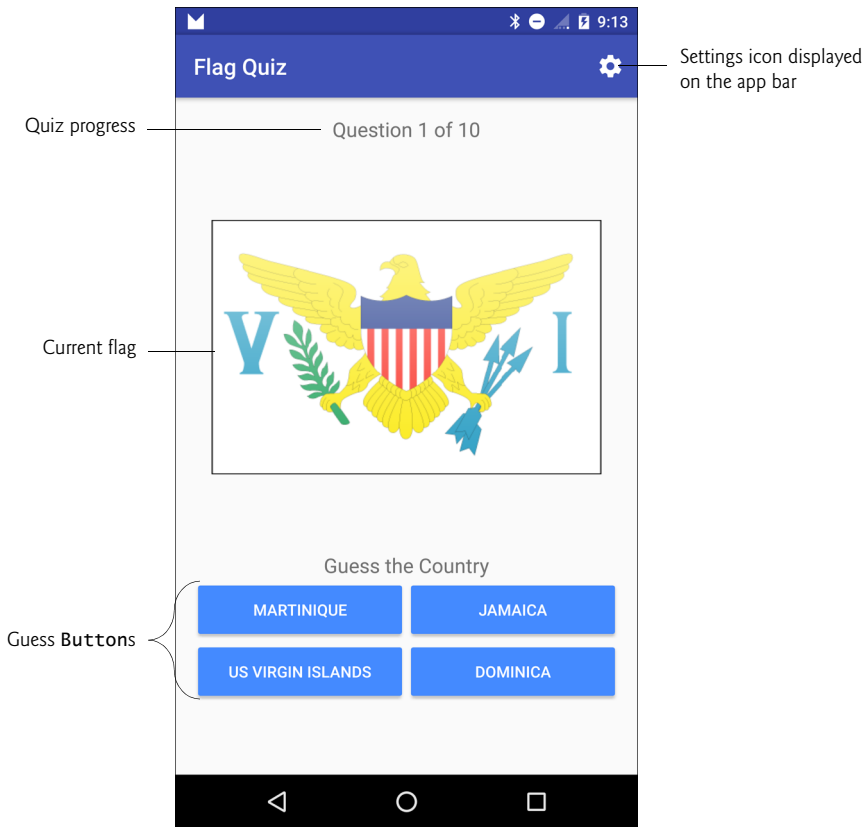 9:13
Flag Quiz
Settings icon displayed
on the app bar
Quiz progress
Question 1 of 10
V I
Current flag
Guess the Country
MARTINIQUE
JAMAICA
Guess Buttons
US VIRGIN ISLANDS
DOMINICA